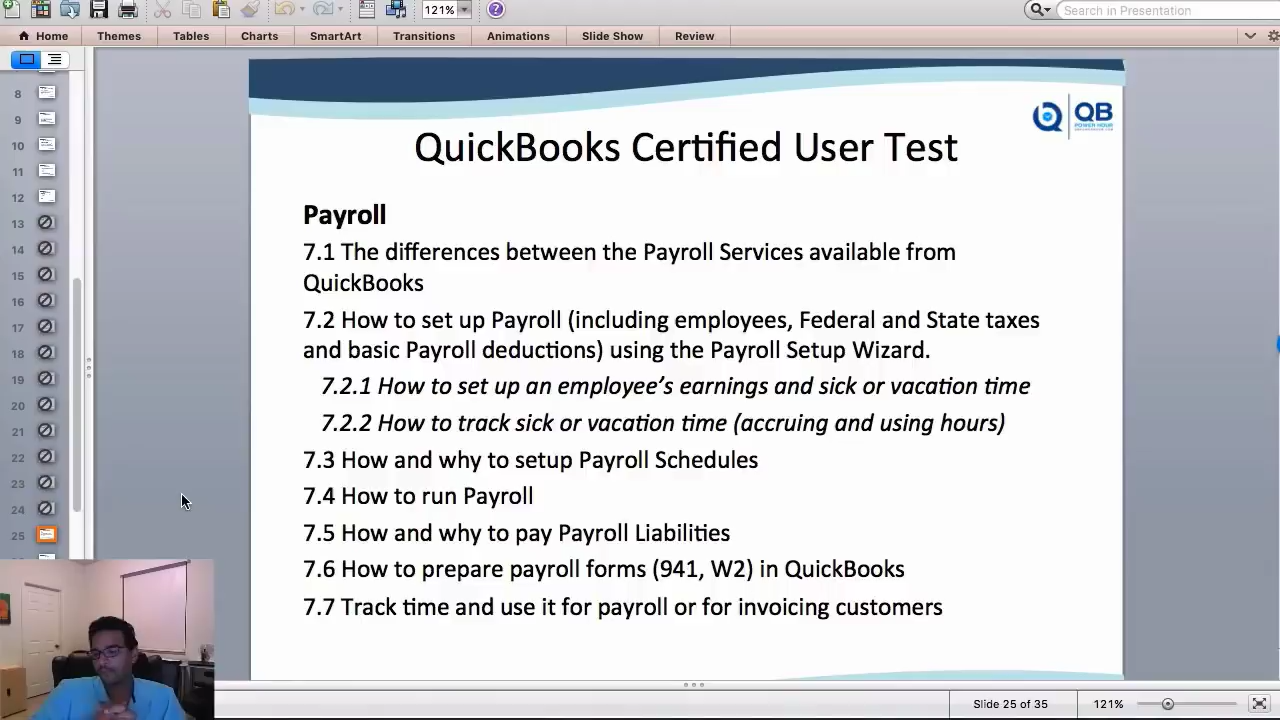 121%
Search in Presentation
Home Themes Tables Charts SmartArt Transitions Animations Slide Show Review
8
9
10
11
12
13
14
15
16
17
18
19
20
21
22
23
24
25
QB
POWER HOUR
QuickBooks Certified User Test
Payroll
7.1 The differences between the Payroll Services available from
QuickBooks
7.2 How to set up Payroll (including employees, Federal and State taxes
and basic Payroll deductions) using the Payroll Setup Wizard.
7.2.1 How to set up an employee’s earnings and sick or vacation time
7.2.2 How to track sick or vacation time (accruing and using hours)
7.3 How and why to setup Payroll Schedules
7.4 How to run Payroll
7.5 How and why to pay Payroll Liabilities
7.6 How to prepare payroll forms (941, W2) in QuickBooks
7.7 Track time and use it for payroll or for invoicing customers
Slide 25 of 35
121%